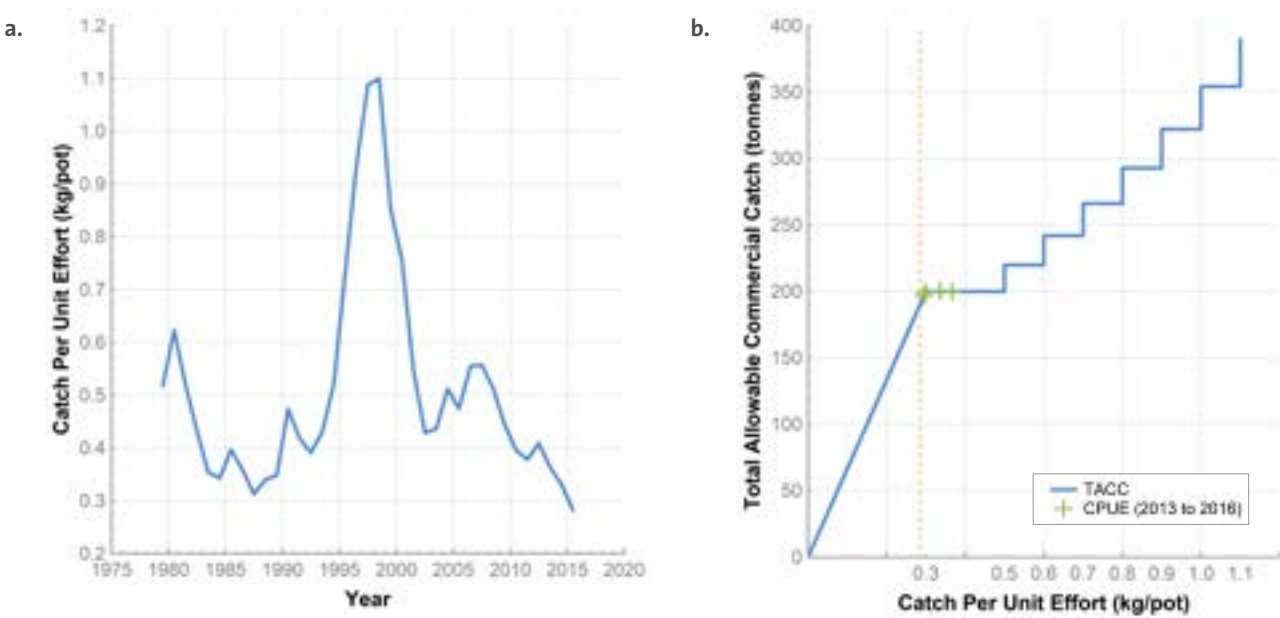 a.
1.2
1.1
1.0
0.9
0.8
0.7
0.6
0.5
0.4
0.3
0.2
Catch Per Unit Effort (kg/pot)
1975 1980 1985 1990 1995 2000 2005 2010 2015 2020
Year
b.
400
350
300
250
200
150
100
50
0
Total Allowable Commercial Catch (tonnes)
TACC
CPUE (2013 to 2016)
0.3 0.5 0.6 0.7 0.8 0.9 1.0 1.1
Catch Per Unit Effort (kg/pot)